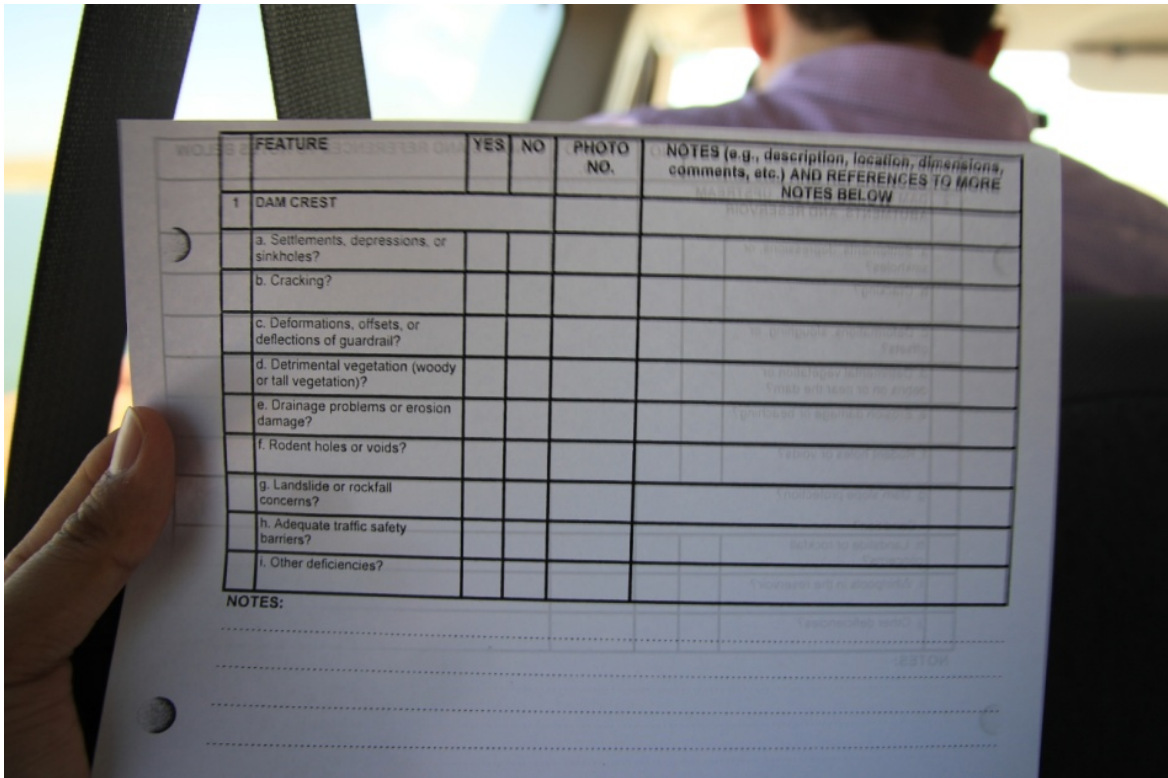 FEATURE YES NO PHOTO NO. NOTES (e.g., description, location, dimensions, comments, etc.) AND REFERENCES TO MORE NOTES BELOW
1 DAM CREST
a. Settlements, depressions, or
sinkholes?
b. Cracking?
c. Deformations, offsets, or
deflections of guardrail?
d. Detrimental vegetation (woody
or tall vegetation)?
e. Drainage problems or erosion
damage?
f. Rodent holes or voids?
g. Landslide or rockfall
concerns?
h. Adequate traffic safety
barriers?
i. Other deficiencies?
NOTES: